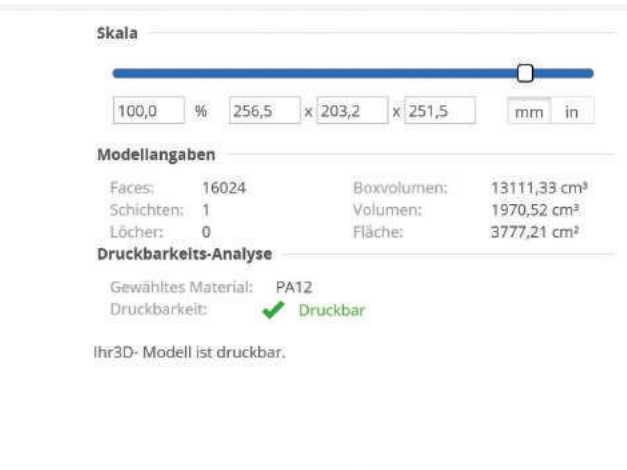 Skala
100,0 % 256,5 x 203,2 x 251,5 mm in
Modellangaben
Faces: 16024 Boxvolumen: 13111,33 cm³
Schichten: 1 Volumen: 1970,52 cm³
Löcher: 0 Fläche: 3777,21 cm²
Druckbarkeits-Analyse
Gewähltes Material: PA12
Druckbarkeit: Druckbar
Ihr3D- Modell ist druckbar.